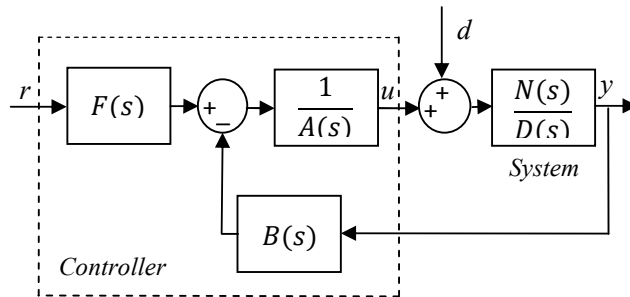 d
r
F(s)
+
−
1
A(s)
u
+
+
N(s)
D(s)
y
System
B(s)
Controller